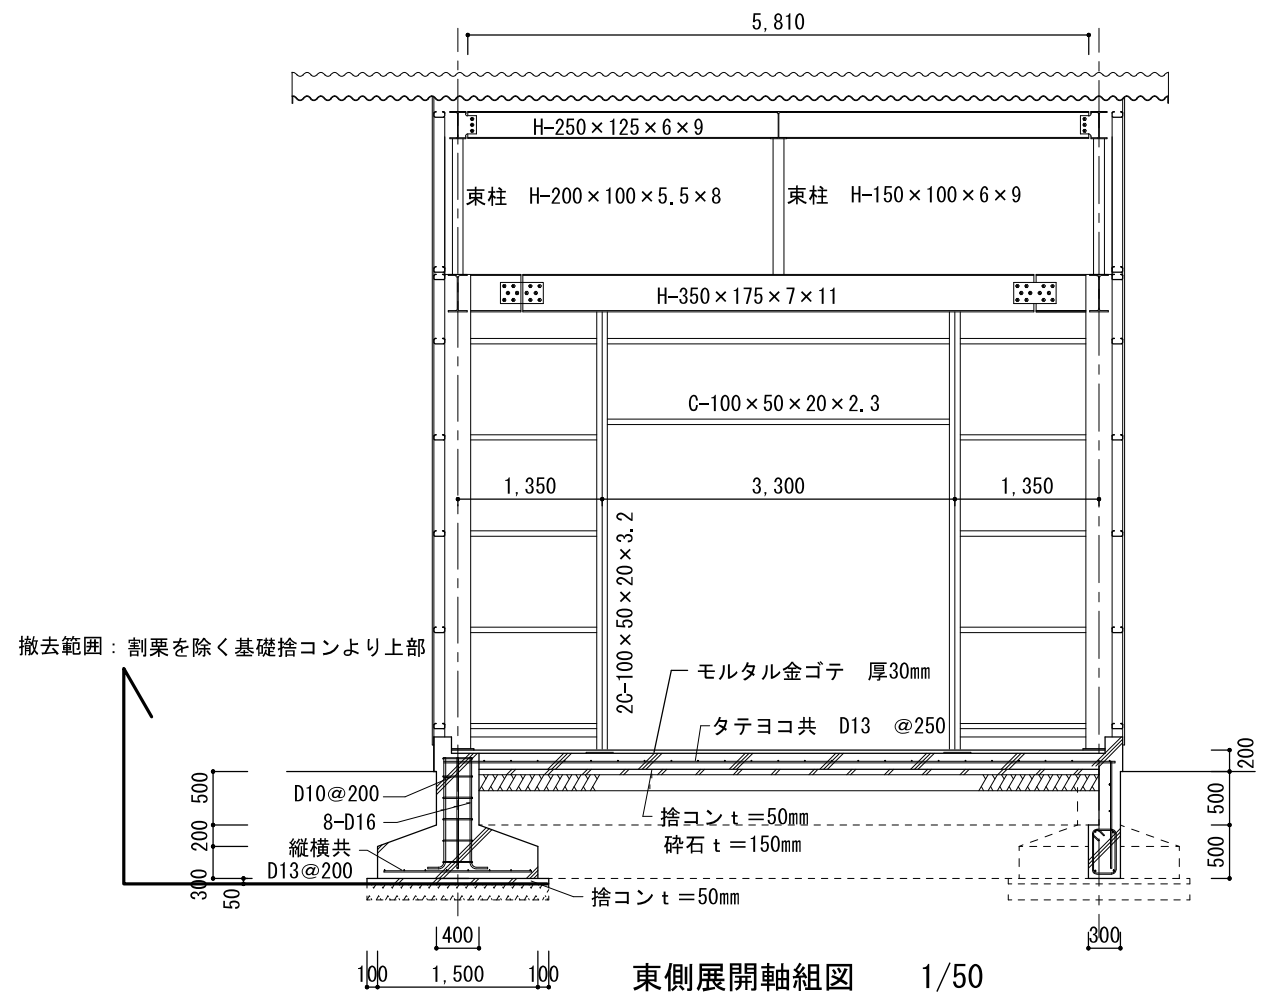 5,810
H-250×125×6×9
束柱　H-200×100×5.5×8
束柱　H-150×100×6×9
H-350×175×7×11
C-100×50×20×2.3
1,350
3,300
1,350
2C-100×50×20×3.2
撤去範囲：割栗を除く基礎捨コンより上部
モルタル金ゴテ　厚30mm
タテヨコ共　D13　@250
200
500
D10@200
500
8-D16
捨コンｔ＝50mm
200
砕石ｔ＝150mm
縦横共
D13@200
500
300
50
捨コンｔ＝50mm
400
300
100
1,500
100
東側展開軸組図　1/50